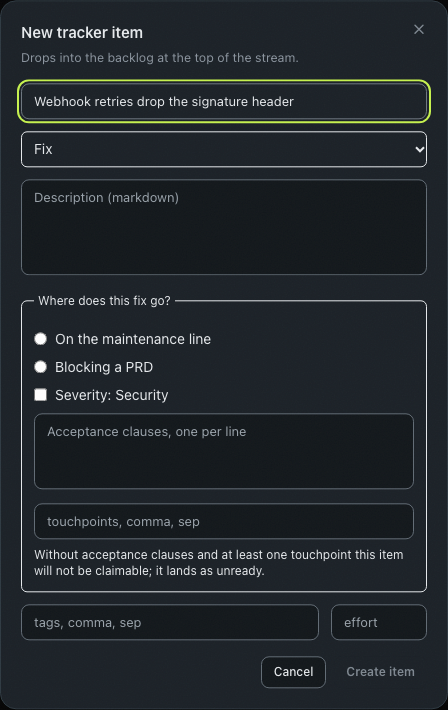 New tracker item
Drops into the backlog at the top of the stream.
Webhook retries drop the signature header
Fix
Description (markdown)
Where does this fix go?
On the maintenance line
Blocking a PRD
Severity: Security
Acceptance clauses, one per line
touchpoints, comma, sep
Without acceptance clauses and at least one touchpoint this item
will not be claimable; it lands as unready.
tags, comma, sep
effort
Cancel
Create item